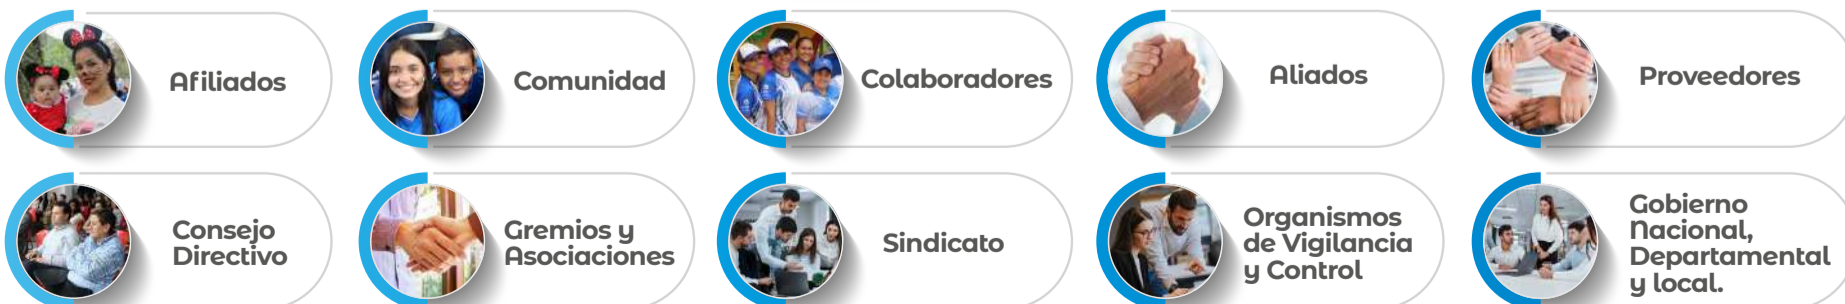 Afiliados
Comunidad
Colaboradores
Aliados
Proveedores
Consejo
Directivo
Gremios y
Asociaciones
Sindicato
Organismos
de Vigilancia
y Control
Gobierno
Nacional,
Departamental
y local.